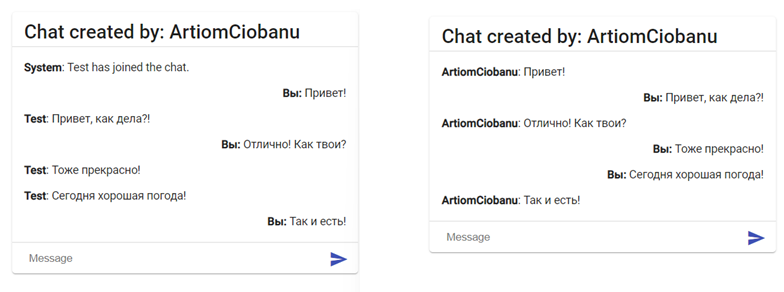 Chat created by: ArtiomCiobanu
System: Test has joined the chat.
Вы: Привет!
Test: Привет, как дела?!
Вы: Отлично! Как твои?
Test: Тоже прекрасно!
Test: Сегодня хорошая погода!
Вы: Так и есть!
Message
Chat created by: ArtiomCiobanu
ArtiomCiobanu: Привет!
Вы: Привет, как дела?!
ArtiomCiobanu: Отлично! Как твои?
Вы: Тоже прекрасно!
Вы: Сегодня хорошая погода!
ArtiomCiobanu: Так и есть!
Message